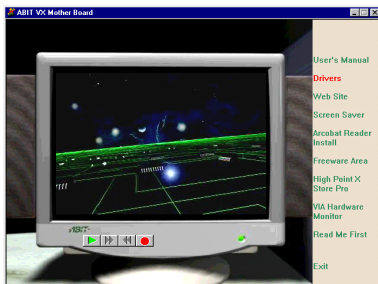 ABIT VX Mother Board
User's Manual
Drivers
Web Site
Screen Saver
Arcobat Reader
Install
Freeware Area
High Point X
Store Pro
VIA Hardware
Monitor
Read Me First
Exit
ABIT